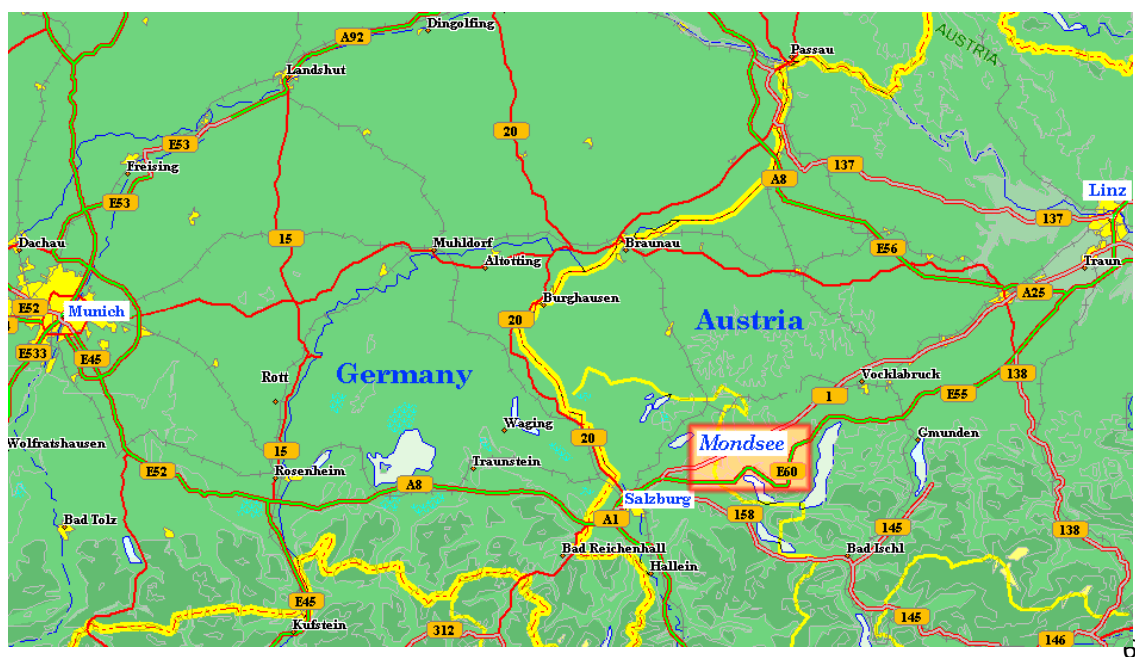 Dingolfing
A92
Passau
AUSTRIA
Landshut
20
E53
137
Freising
A8
Linz
E53
137
15
Dachau
Muhldorf
Braunau
E56
Altotting
Traun
A25
Burghausen
E52
Munich
20
Austria
E533
E45
Germany
138
Rott
Vocklabruck
1
E55
Waging
20
Mondsee
Gmunden
Wolfratshausen
15
E52
Rosenheim
Traunstein
E60
A8
Salzburg
Bad Tolz
A1
158
145
138
Bad Reichenhall
Bad Ischl
Hallein
E45
Kufstein
312
145
146